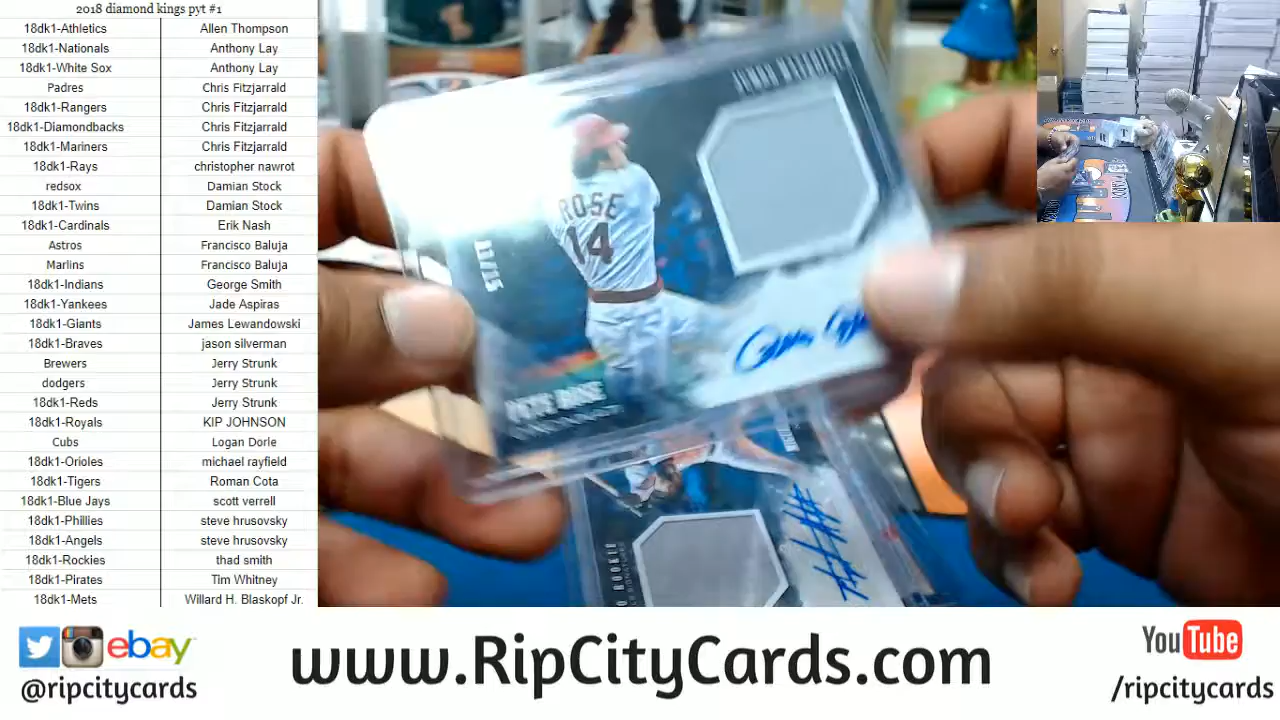 2018 diamond kings pyt #1
18dk1-Athletics Allen Thompson
18dk1-Nationals Anthony Lay
18dk1-White Sox Anthony Lay
Padres Chris Fitzjarrald
18dk1-Rangers Chris Fitzjarrald
18dk1-Diamondbacks Chris Fitzjarrald
18dk1-Mariners Chris Fitzjarrald
18dk1-Rays christopher nawrot
redsox Damian Stock
18dk1-Twins Damian Stock
18dk1-Cardinals Erik Nash
Astros Francisco Baluja
Marlins Francisco Baluja
18dk1-Indians George Smith
18dk1-Yankees Jade Aspiras
18dk1-Giants James Lewandowski
18dk1-Braves jason silverman
Brewers Jerry Strunk
dodgers Jerry Strunk
18dk1-Reds Jerry Strunk
18dk1-Royals KIP JOHNSON
Cubs Logan Dorle
18dk1-Orioles michael rayfield
18dk1-Tigers Roman Cota
18dk1-Blue Jays scott verrell
18dk1-Phillies steve hrusovsky
18dk1-Angels steve hrusovsky
18dk1-Rockies thad smith
18dk1-Pirates Tim Whitney
18dk1-Mets Willard H. Blaskopf Jr.
ROSE
14
PETE ROSE
ROOKIE
ebay
@ripcitycards
www.RipCityCards.com
YouTube
/ripcitycards